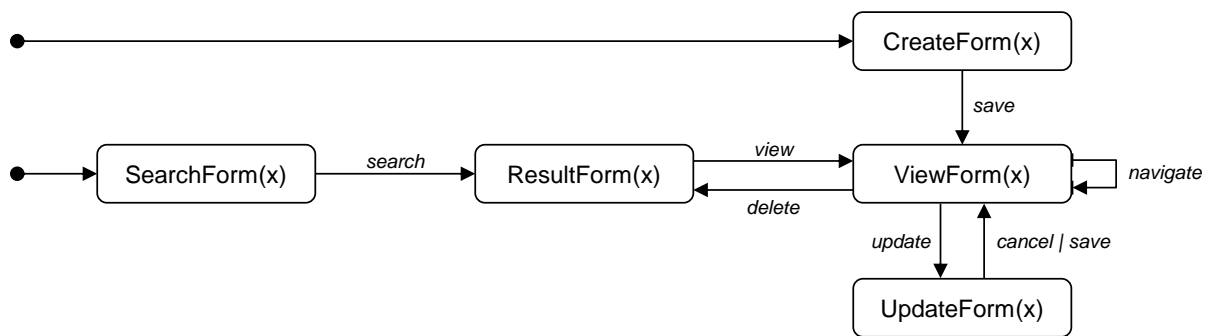 CreateForm(x)
save
SearchForm(x)
search
ResultForm(x)
view
delete
ViewForm(x)
navigate
update
cancel | save
UpdateForm(x)